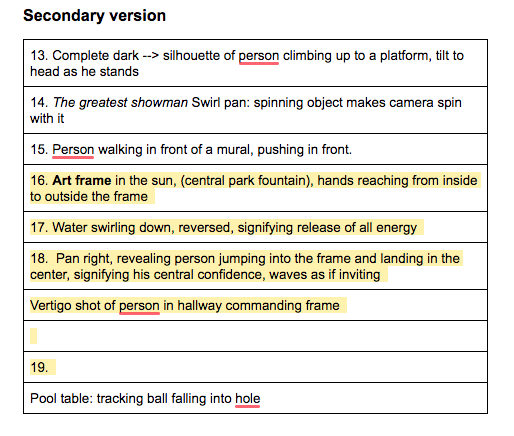 Secondary version
13. Complete dark --> silhouette of person climbing up to a platform, tilt to
head as he stands
14. The greatest showman Swirl pan: spinning object makes camera spin
with it
15. Person walking in front of a mural, pushing in front.
16. Art frame in the sun, (central park fountain), hands reaching from inside
to outside the frame
17. Water swirling down, reversed, signifying release of all energy
18. Pan right, revealing person jumping into the frame and landing in the
center, signifying his central confidence, waves as if inviting
Vertigo shot of person in hallway commanding frame
19.
Pool table: tracking ball falling into hole